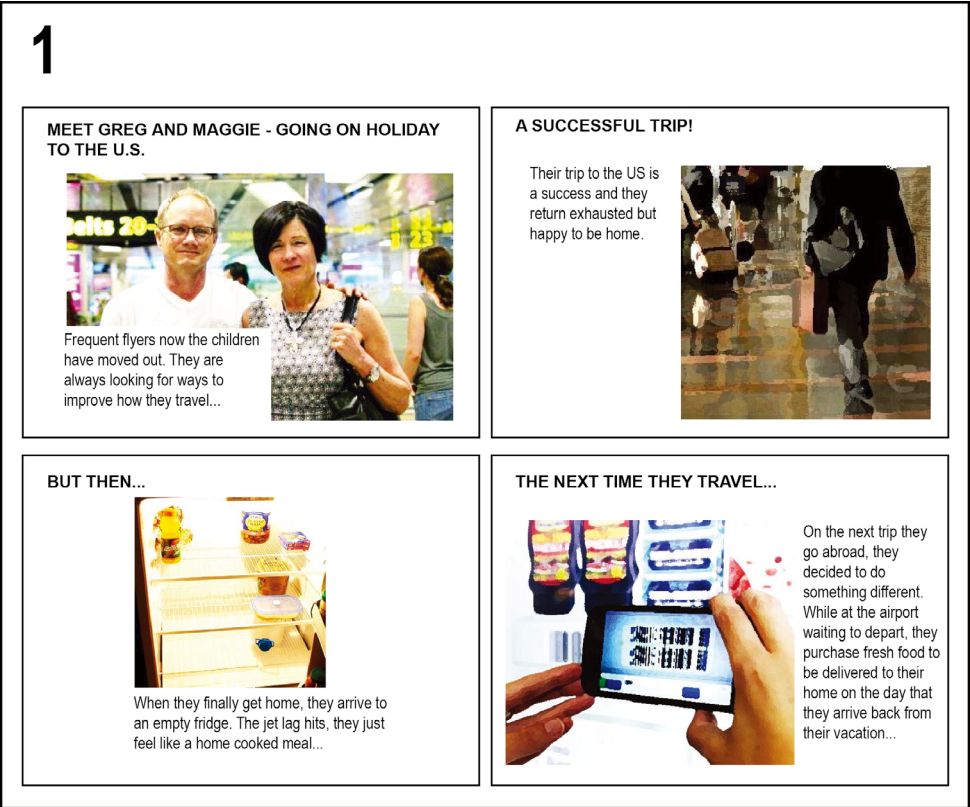 1
MEET GREG AND MAGGIE - GOING ON HOLIDAY
TO THE U.S.
Belts 20-
23
Frequent flyers now the children
have moved out. They are
always looking for ways to
improve how they travel...
A SUCCESSFUL TRIP!
Their trip to the US is
a success and they
return exhausted but
happy to be home.
BUT THEN...
When they finally get home, they arrive to
an empty fridge. The jet lag hits, they just
feel like a home cooked meal...
THE NEXT TIME THEY TRAVEL...
On the next trip they
go abroad, they
decided to do
something different.
While at the airport
waiting to depart, they
purchase fresh food to
be delivered to their
home on the day that
they arrive back from
their vacation...